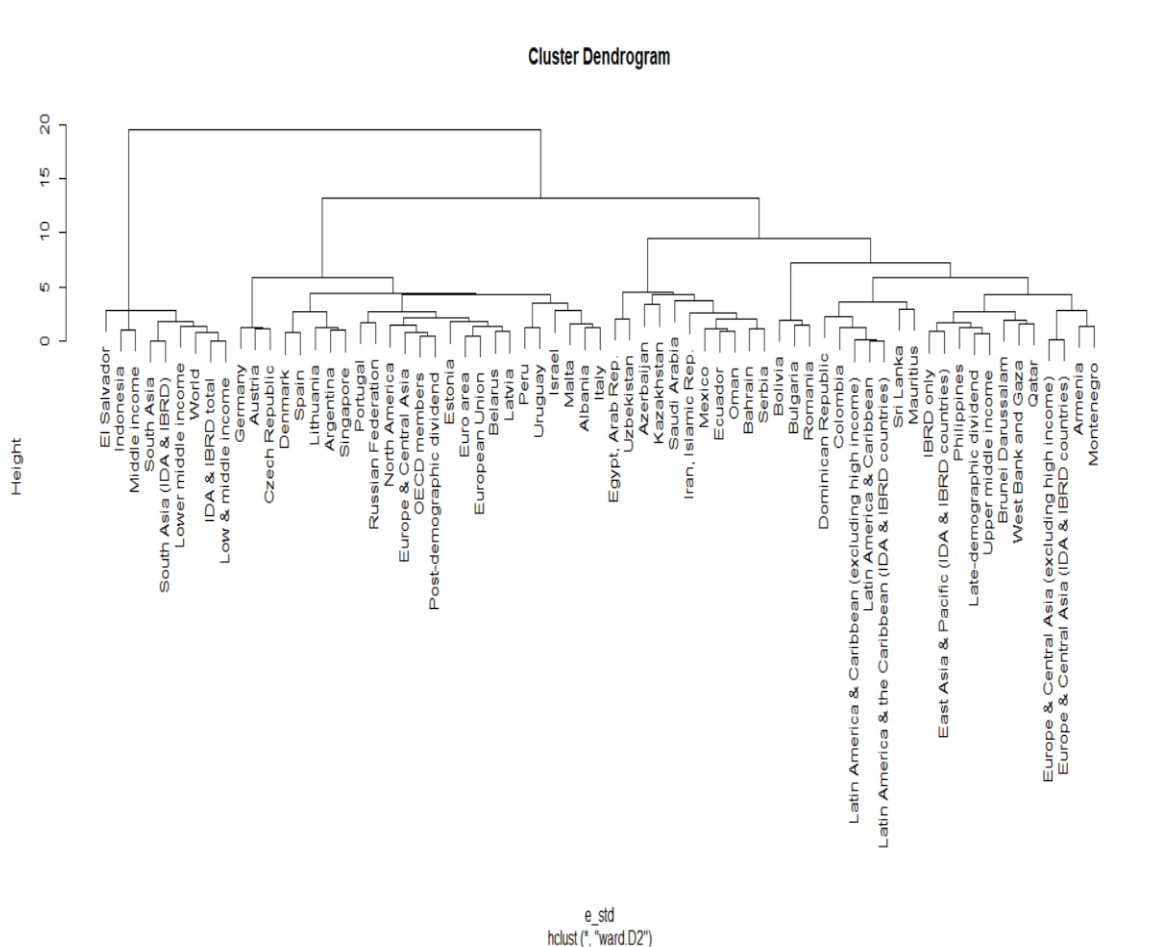 Cluster Dendrogram
Height
20
15
10
5
0
El Salvador
Indonesia
Middle income
South Asia
South Asia (IDA & IBRD)
Lower middle income
World
IDA & IBRD total
Low & middle income
Germany
Austria
Czech Republic
Denmark
Spain
Lithuania
Argentina
Singapore
Portugal
Russian Federation
North America
Europe & Central Asia
OECD members
Post-demographic dividend
Estonia
Euro area
European Union
Belarus
Latvia
Peru
Uruguay
Israel
Malta
Albania
Italy
Egypt, Arab Rep.
Uzbekistan
Azerbaijan
Kazakhstan
Saudi Arabia
Iran, Islamic Rep.
Mexico
Ecuador
Oman
Bahrain
Serbia
Bolivia
Bulgaria
Romania
Dominican Republic
Colombia
Latin America & Caribbean (excluding high income)
Latin America & Caribbean
Latin America & the Caribbean (IDA & IBRD countries)
Sri Lanka
Mauritius
IBRD only
East Asia & Pacific (IDA & IBRD countries)
Philippines
Late-demographic dividend
Upper middle income
Brunei Darussalam
West Bank and Gaza
Qatar
Europe & Central Asia (excluding high income)
Europe & Central Asia (IDA & IBRD countries)
Armenia
Montenegro
e_std
hclust (*, "ward.D2")